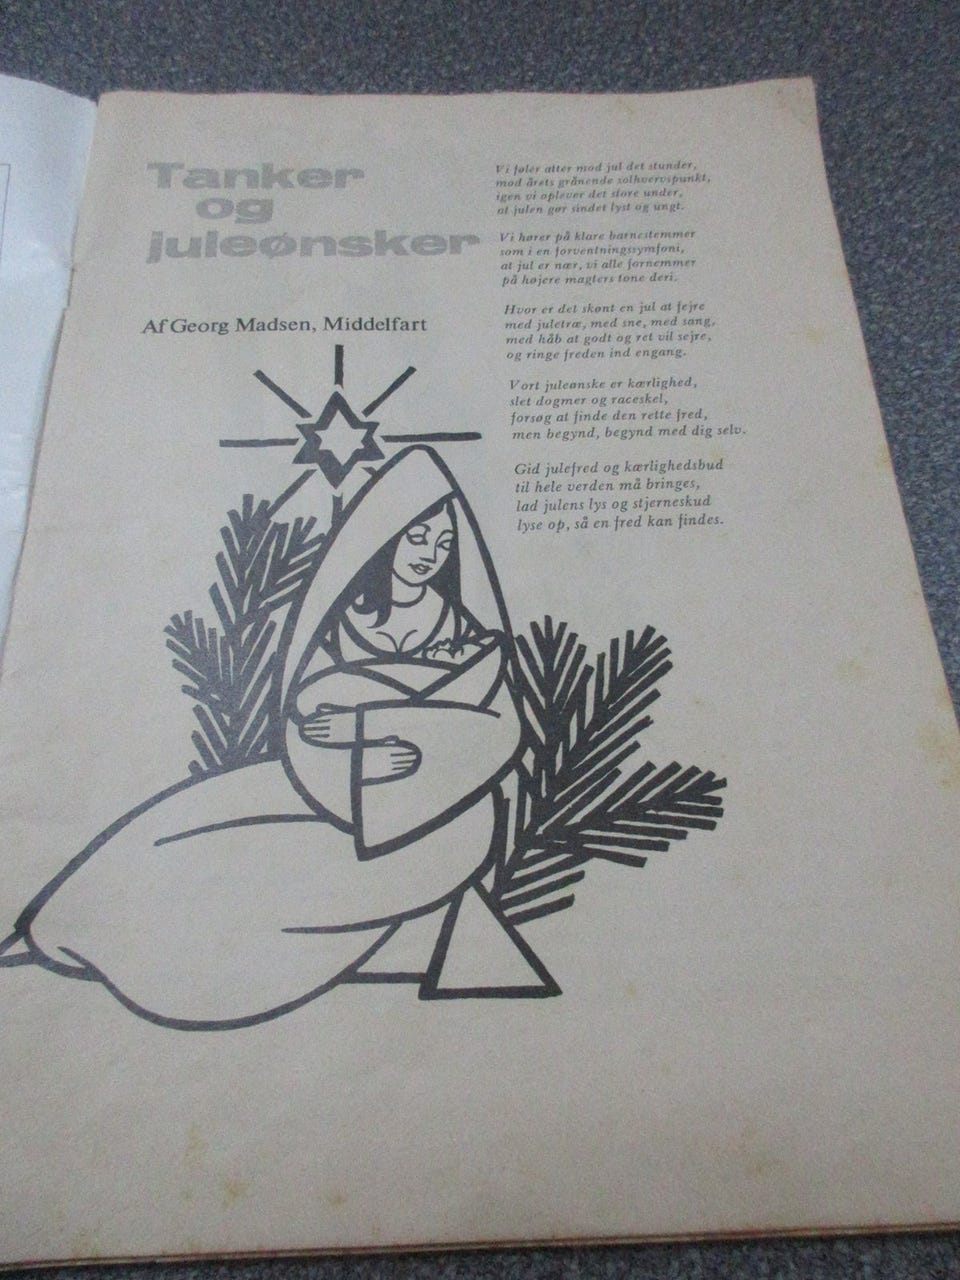 Tanker
og
juleønsker
Af Georg Madsen, Middelfart
Vi føler atter mod jul det stunder,
mod årets grånende solhvervspunkt,
igen vi oplever det store under,
at julen gør sindet lyst og ungt.
Vi hører på klare barnestemmer
som i en forventningssymfoni,
at jul er nær, vi alle fornemmer
på højere magters tone deri.
Hvor er det skønt en jul at fejre
med juletræ, med sne, med sang,
med håb at godt og ret vil sejre,
og ringe freden ind engang.
Vort juleønske er kærlighed,
slet dogmer og raceskel,
forsøg at finde den rette fred,
men begynd, begynd med dig selv.
Gid julefred og kærlighedsbud
til hele verden må bringes,
lad julens lys og stjerneskud
lyse op, så en fred kan findes.